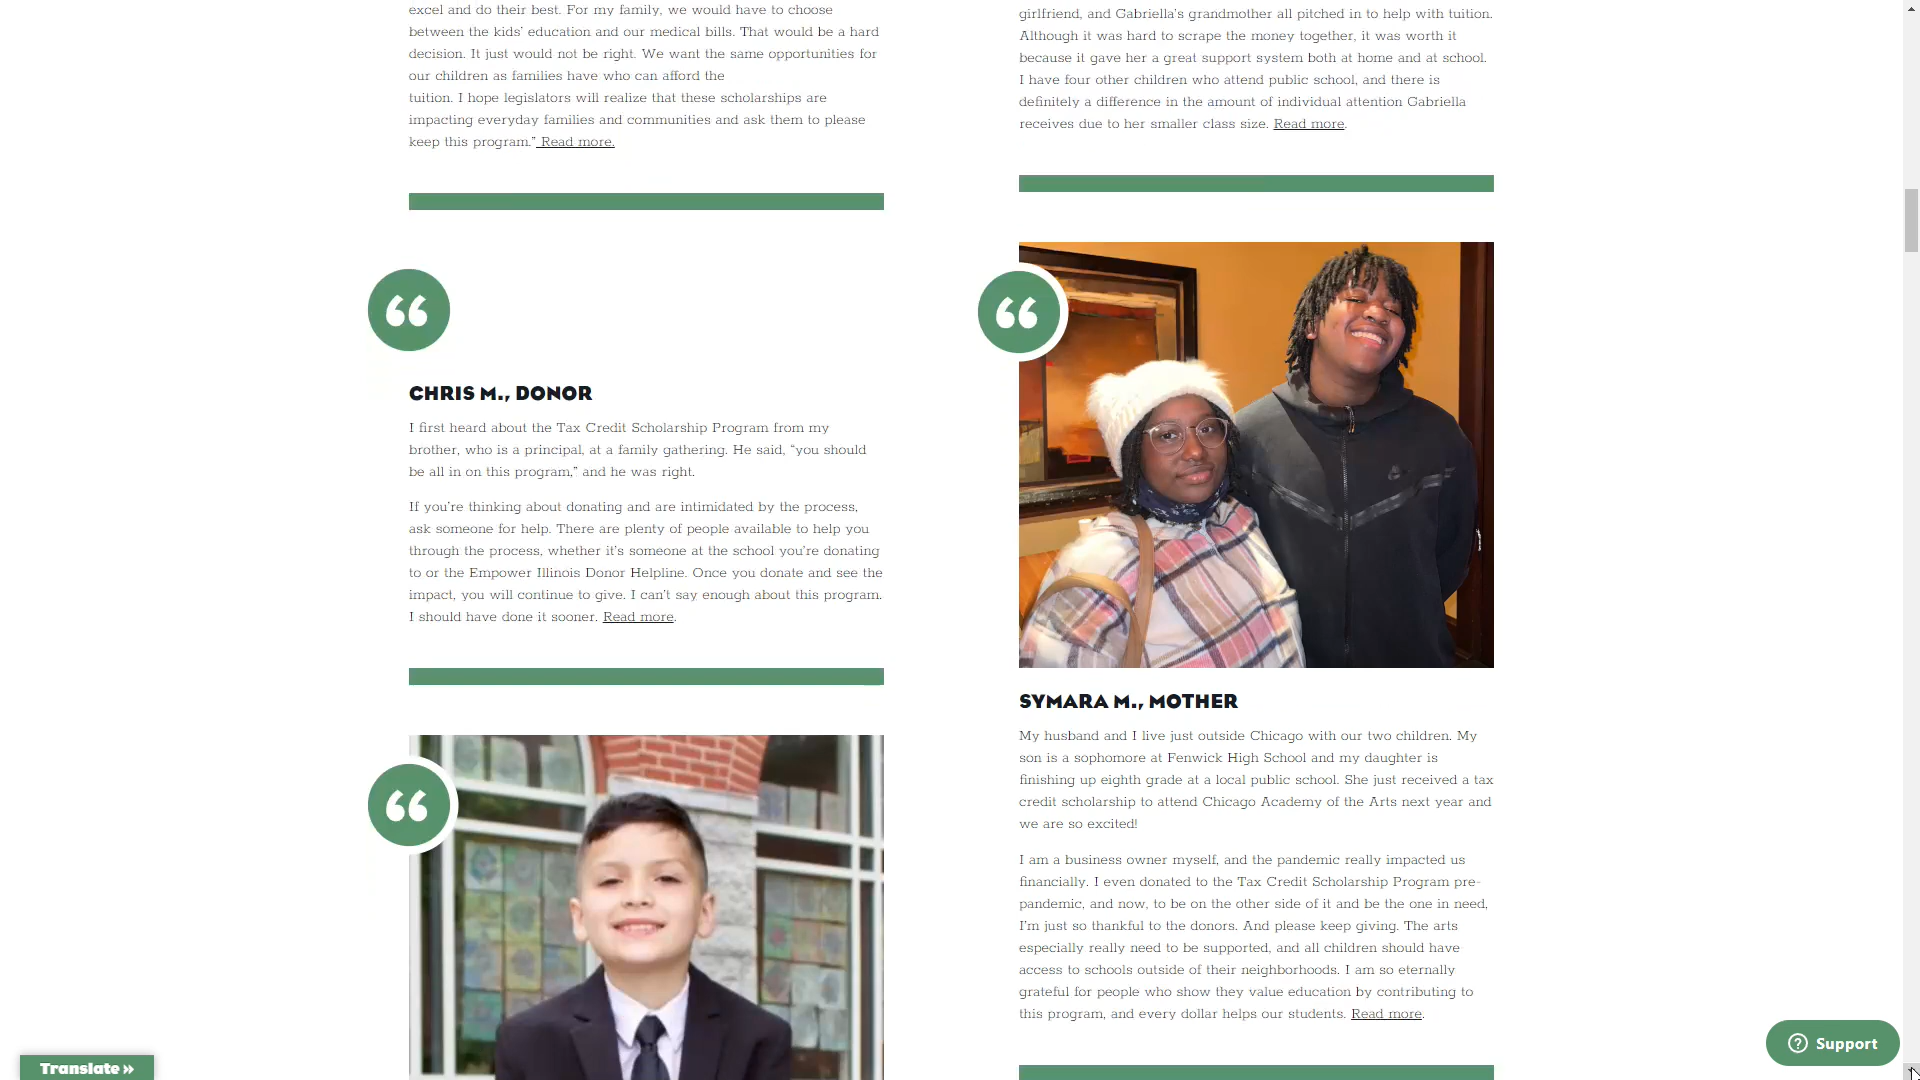 excel and do their best. For my family, we would have to choose
between the kids’ education and our medical bills. That would be a hard
decision. It just would not be right. We want the same opportunities for
our children as families have who can afford the
tuition. I hope legislators will realize that these scholarships are
impacting everyday families and communities and ask them to please
keep this program.” Read more.
“
CHRIS M., DONOR
I first heard about the Tax Credit Scholarship Program from my
brother, who is a principal, at a family gathering. He said, “you should
be all in on this program,” and he was right.
If you’re thinking about donating and are intimidated by the process,
ask someone for help. There are plenty of people available to help you
through the process, whether it’s someone at the school you’re donating
to or the Empower Illinois Donor Helpline. Once you donate and see the
impact, you will continue to give. I can’t say enough about this program.
I should have done it sooner. Read more.
“
girlfriend, and Gabriella’s grandmother all pitched in to help with tuition.
Although it was hard to scrape the money together, it was worth it
because it gave her a great support system both at home and at school.
I have four other children who attend public school, and there is
definitely a difference in the amount of individual attention Gabriella
receives due to her smaller class size. Read more.
“
SYMARA M., MOTHER
My husband and I live just outside Chicago with our two children. My
son is a sophomore at Fenwick High School and my daughter is
finishing up eighth grade at a local public school. She just received a tax
credit scholarship to attend Chicago Academy of the Arts next year and
we are so excited!
I am a business owner myself, and the pandemic really impacted us
financially. I even donated to the Tax Credit Scholarship Program pre-
pandemic, and now, to be on the other side of it and be the one in need,
I’m just so thankful to the donors. And please keep giving. The arts
especially really need to be supported, and all children should have
access to schools outside of their neighborhoods. I am so eternally
grateful for people who show they value education by contributing to
this program, and every dollar helps our students. Read more.
Translate »
? Support